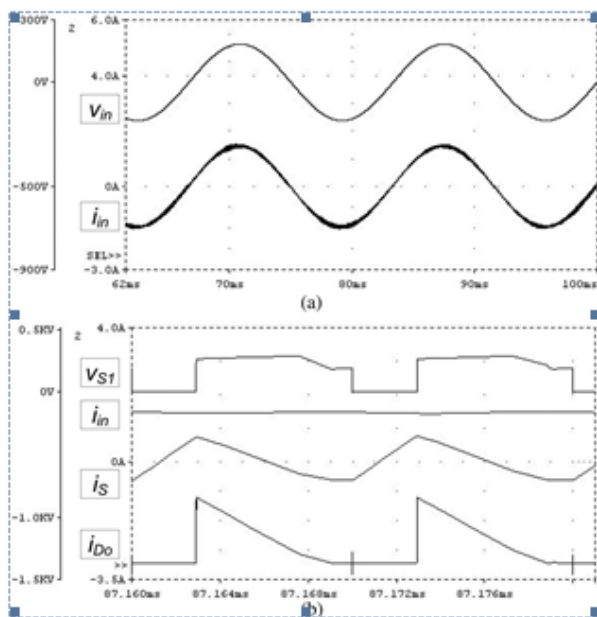 300V
2
6.0A
0V
4.0A
vin
-500V
0A
iin
SEL>>
-900V
-3.0A
62ms
70ms
80ms
90ms
100ms
(a)
0.5KV
2
4.0A
vS1
0V
iin
0A
iS
-1.0KV
iDo
>>
-1.5KV
-3.5A
87.160ms
87.164ms
87.168ms
87.172ms
87.176ms
(b)